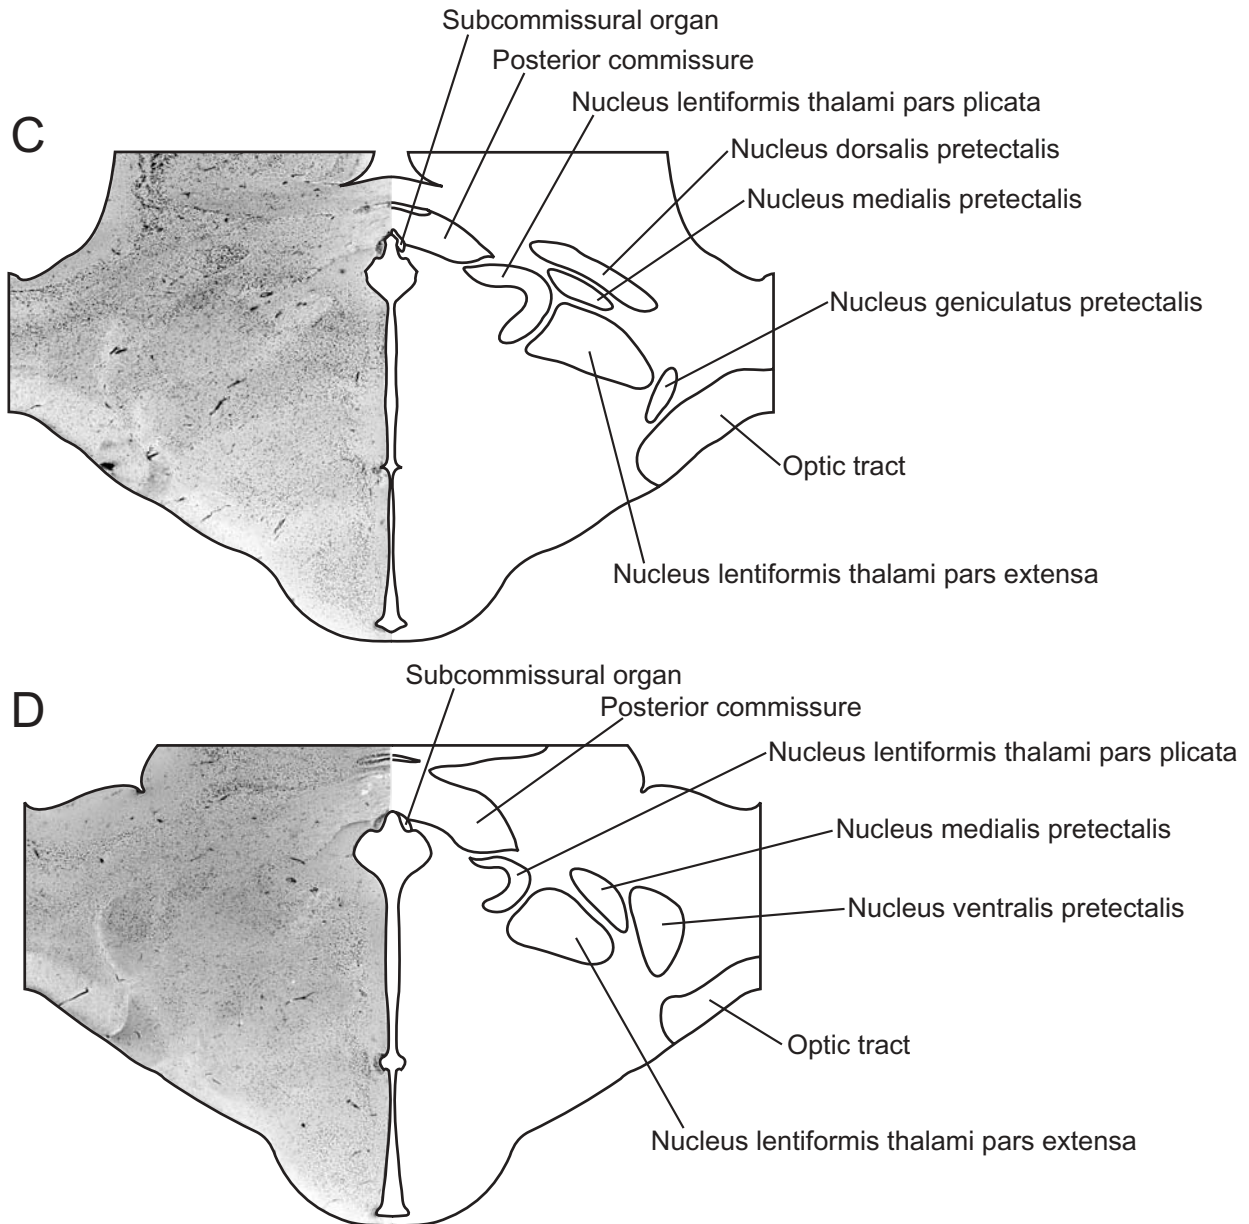 Subcommissural organ
Posterior commissure
Nucleus lentiformis thalami pars plicata
C
Nucleus dorsalis pretectalis
Nucleus medialis pretectalis
Nucleus geniculatus pretectalis
Optic tract
Nucleus lentiformis thalami pars extensa
Subcommissural organ
D
Posterior commissure
Nucleus lentiformis thalami pars plicata
Nucleus medialis pretectalis
Nucleus ventralis pretectalis
Optic tract
Nucleus lentiformis thalami pars extensa